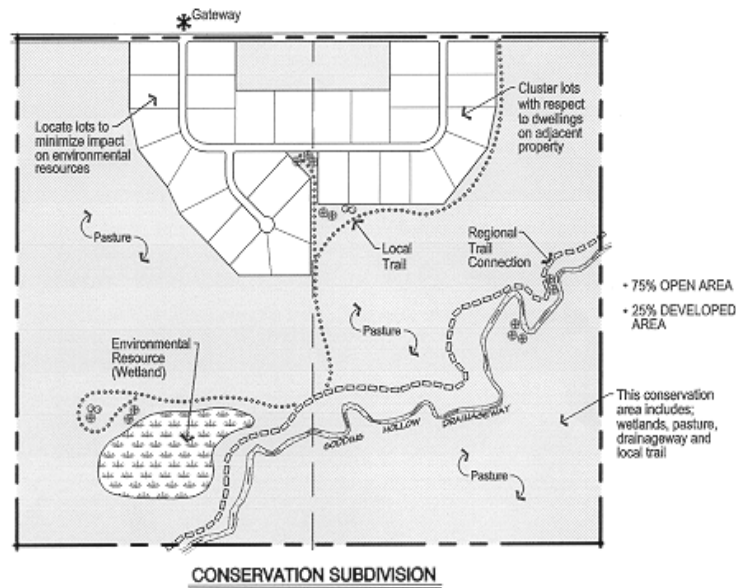 Gateway
Locate lots to
minimize impact
on environmental
resources
Cluster lots
with respect
to dwellings
on adjacent
property
Pasture
Local
Trail
Regional
Trail
Connection
• 75% OPEN AREA
• 25% DEVELOPED
AREA
Pasture
Environmental
Resource
(Wetland)
This conservation
area includes;
wetlands, pasture,
drainageway and
local trail
HOLLOW
DRAINAGEWAY
Pasture
CONSERVATION SUBDIVISION